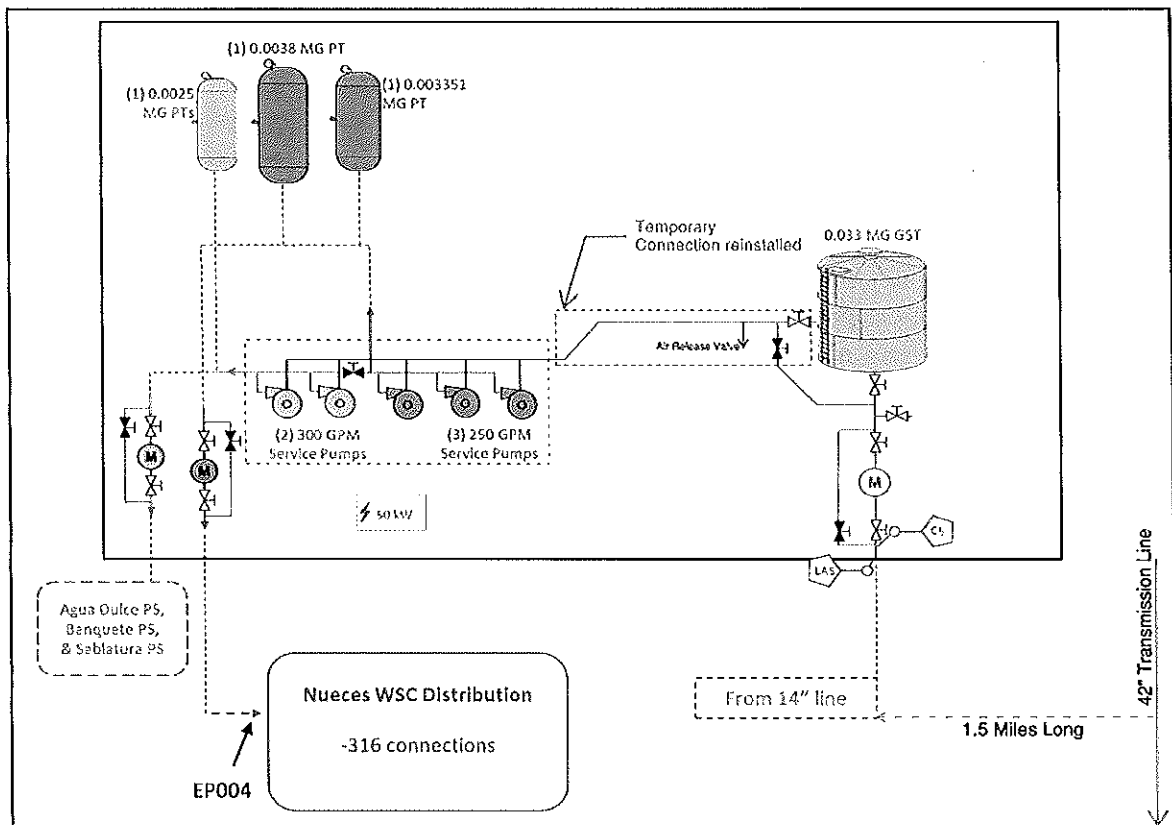 (1) 0.0038 MG PT
(1) 0.0025
MG PTs
(1) 0.003351
MG PT
Temporary
Connection reinstalled
0.033 MG GST
Air Release Valve
(2) 300 GPM
Service Pumps
(3) 250 GPM
Service Pumps
M
M
M
50 kW
Cl₂
LAS
Agua Dulce PS,
Banquete PS,
& Sablatura PS
Nueces WSC Distribution
-316 connections
EP004
From 14" line
1.5 Miles Long
42" Transmission Line